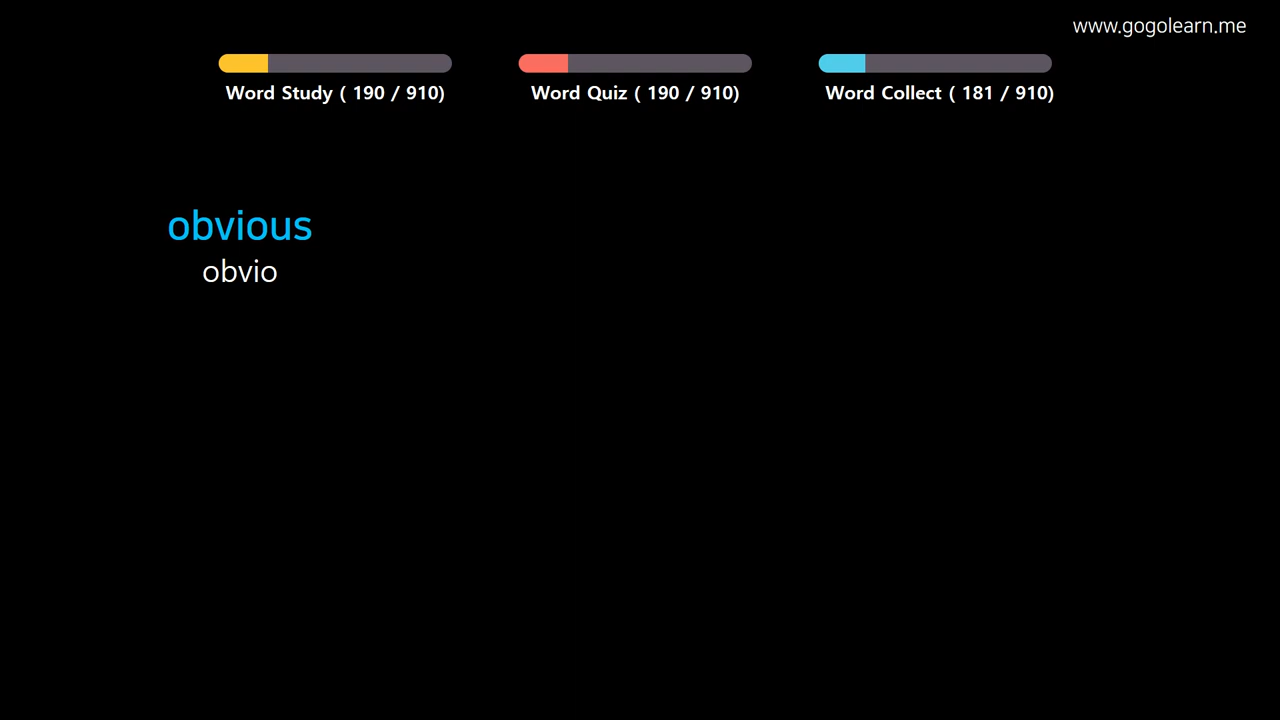 www.gogolearn.me
Word Study ( 190 / 910)
Word Quiz ( 190 / 910)
Word Collect ( 181 / 910)
obvious
obvio